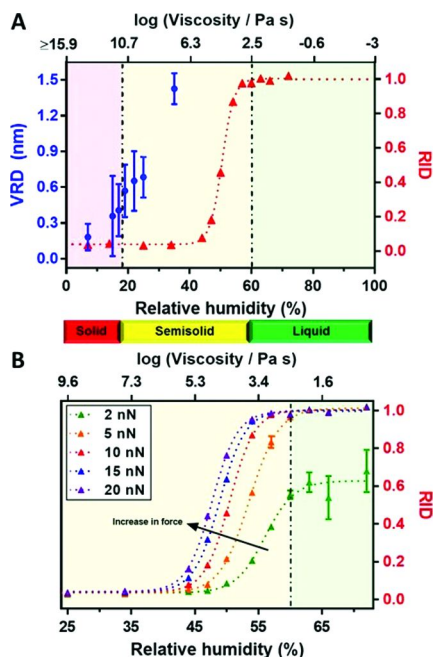 A
log (Viscosity / Pa s)
≥15.9 10.7 6.3 2.5 -0.6 -3
1.5
1.2
0.9
0.6
0.3
0.0
VRD (nm)
1.0
0.8
0.6
0.4
0.2
0.0
RID
0 20 40 60 80 100
Relative humidity (%)
Solid Semisolid Liquid
B
log (Viscosity / Pa s)
9.6 7.3 5.3 3.4 1.6
2 nN
5 nN
10 nN
15 nN
20 nN
Increase in force
1.0
0.8
0.6
0.4
0.2
0.0
RID
25 35 45 55 65
Relative humidity (%)